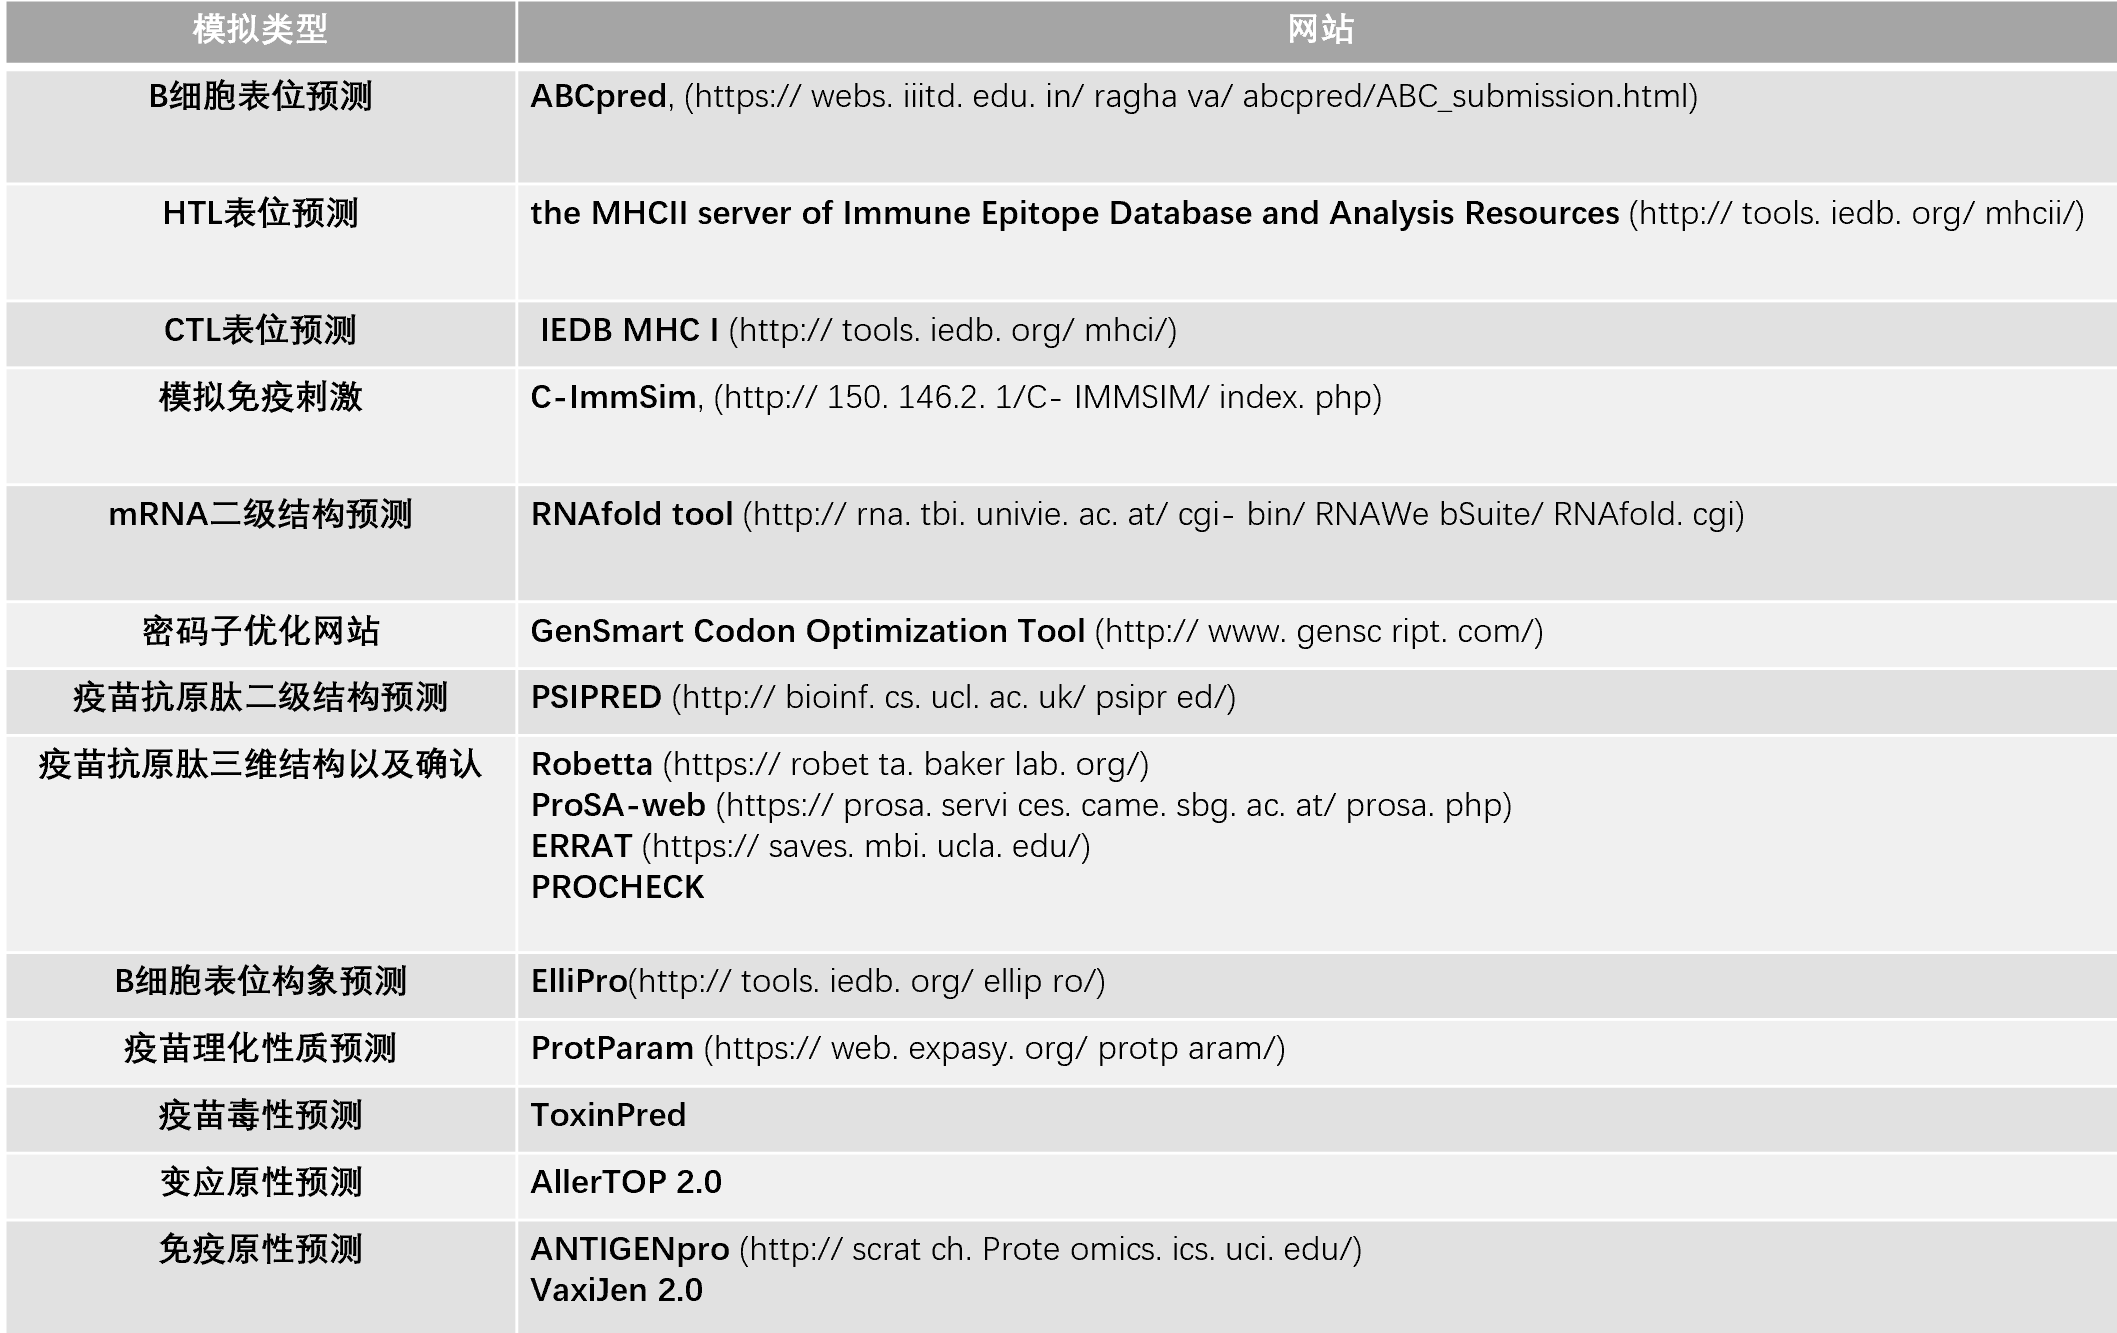 模拟类型 网站
B细胞表位预测 ABCpred, (https:// webs. iiitd. edu. in/ ragha va/ abcpred/ABC_submission.html)
HTL表位预测 the MHCII server of Immune Epitope Database and Analysis Resources (http:// tools. iedb. org/ mhcii/)
CTL表位预测 IEDB MHC I (http:// tools. iedb. org/ mhci/)
模拟免疫刺激 C-ImmSim, (http:// 150. 146.2. 1/C- IMMSIM/ index. php)
mRNA二级结构预测 RNAfold tool (http:// rna. tbi. univie. ac. at/ cgi- bin/ RNAWe bSuite/ RNAfold. cgi)
密码子优化网站 GenSmart Codon Optimization Tool (http:// www. gensc ript. com/)
疫苗抗原肽二级结构预测 PSIPRED (http:// bioinf. cs. ucl. ac. uk/ psipr ed/)
疫苗抗原肽三维结构以及确认 Robetta (https:// robet ta. baker lab. org/)
ProSA-web (https:// prosa. servi ces. came. sbg. ac. at/ prosa. php)
ERRAT (https:// saves. mbi. ucla. edu/)
PROCHECK
B细胞表位构象预测 ElliPro(http:// tools. iedb. org/ ellip ro/)
疫苗理化性质预测 ProtParam (https:// web. expasy. org/ protp aram/)
疫苗毒性预测 ToxinPred
变应原性预测 AllerTOP 2.0
免疫原性预测 ANTIGENpro (http:// scrat ch. Prote omics. ics. uci. edu/)
VaxiJen 2.0